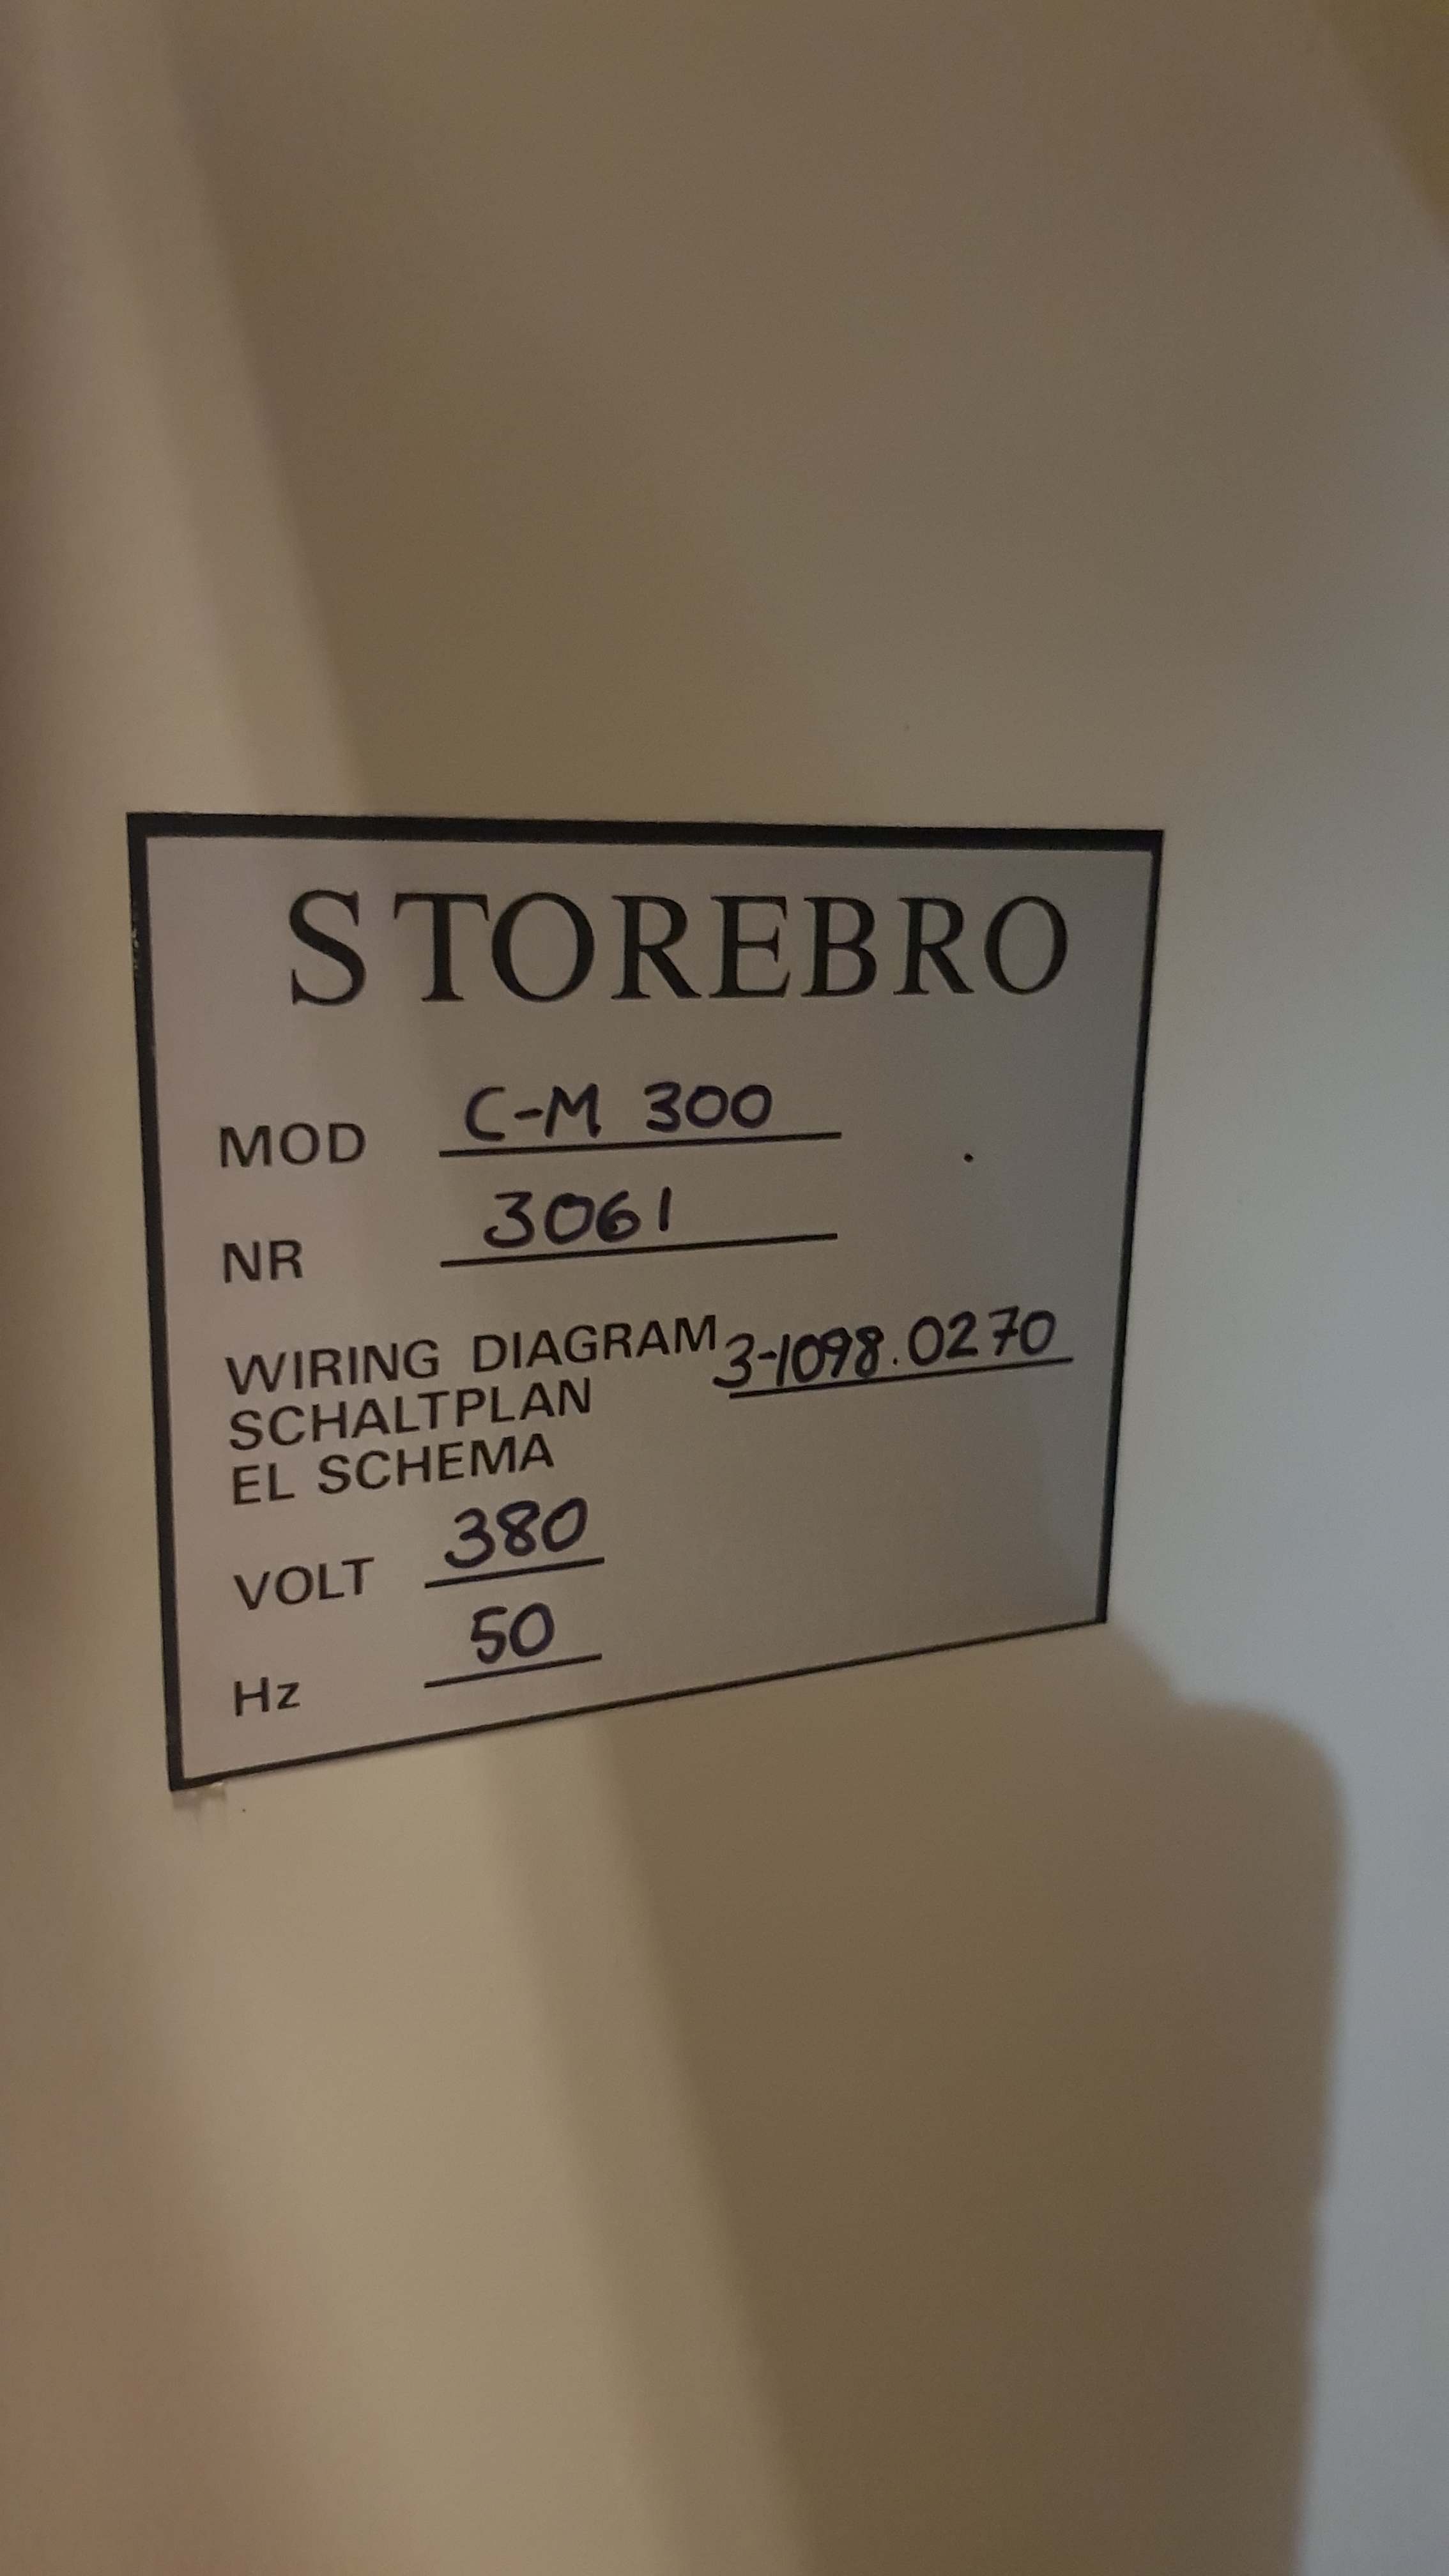 STOREBRO
MOD C-M 300
NR 3061
WIRING DIAGRAM 3-1098.0270
SCHALTPLAN
EL SCHEMA
VOLT 380
Hz 50